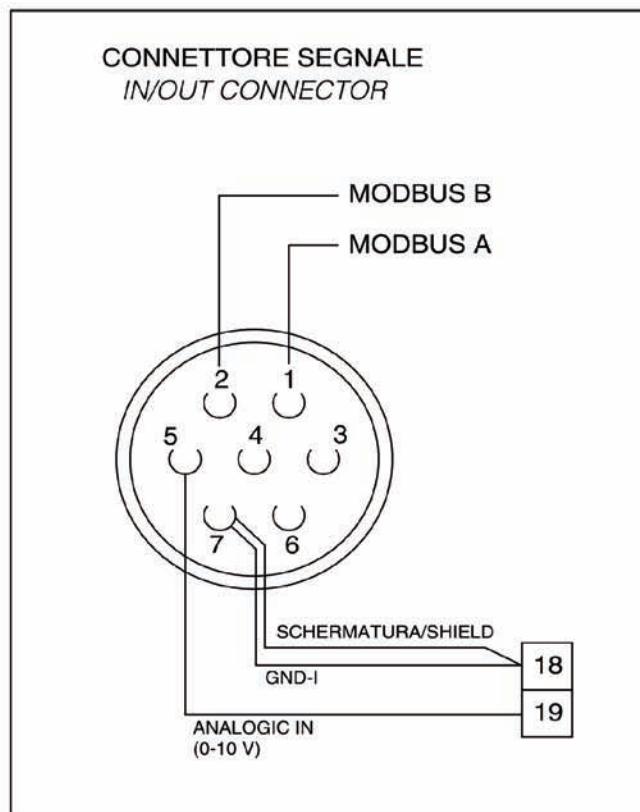 CONNETTORE SEGNALE
IN/OUT CONNECTOR
MODBUS B
MODBUS A
2 1
5 4 3
7 6
SCHERMATURA/SHIELD
18
GND-I
19
ANALOGIC IN
(0-10 V)